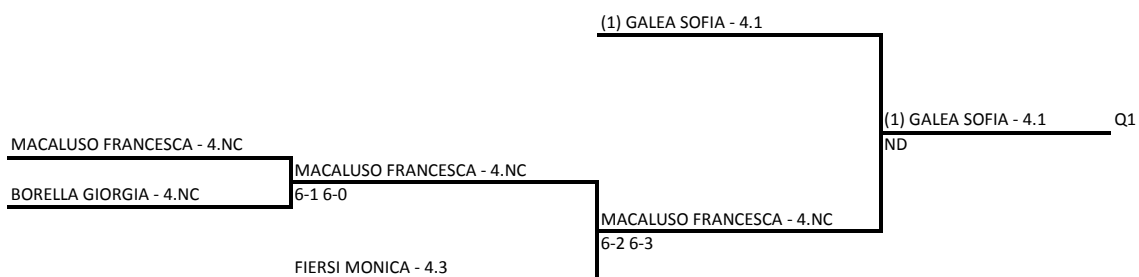 (1) GALEA SOFIA - 4.1
(1) GALEA SOFIA - 4.1 Q1
ND
MACALUSO FRANCESCA - 4.NC
MACALUSO FRANCESCA - 4.NC
BORELLA GIORGIA - 4.NC
6-1 6-0
MACALUSO FRANCESCA - 4.NC
6-2 6-3
FIERSI MONICA - 4.3